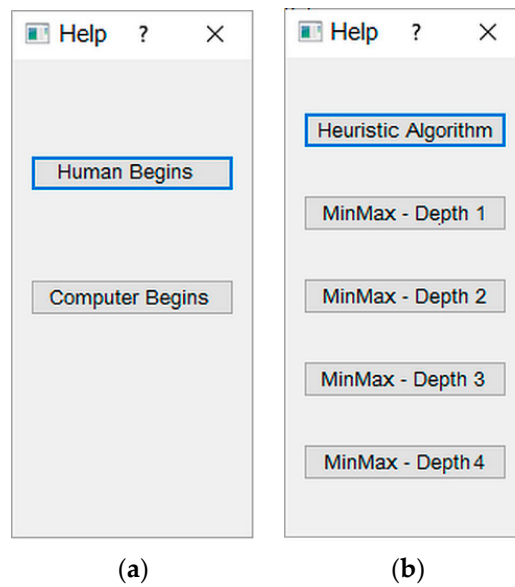 Help ?
Human Begins
Computer Begins
(a)
Help ?
Heuristic Algorithm
MinMax - Depth 1
MinMax - Depth 2
MinMax - Depth 3
MinMax - Depth 4
(b)